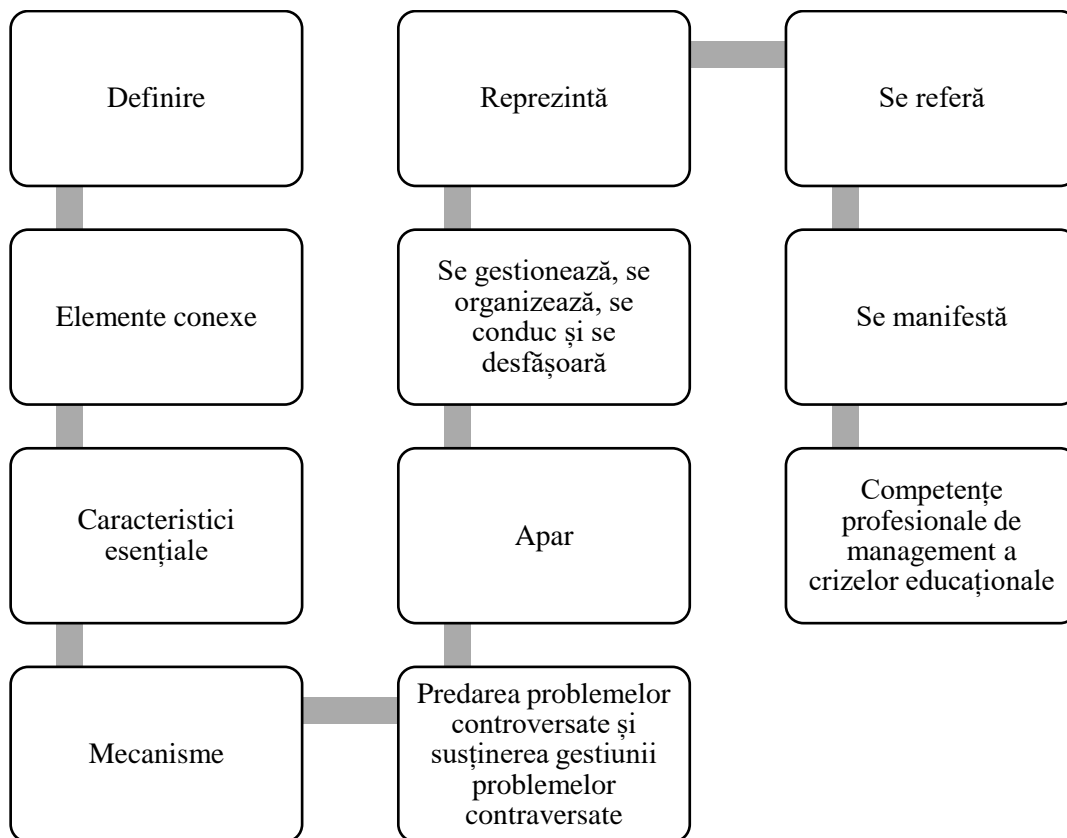 Definire
Elemente conexe
Caracteristici
esențiale
Mecanisme
Predarea problemelor
controversate și
susținerea gestiunii
problemelor
contraversate
Apar
Se gestionează, se
organizează, se
conduc și se
desfășoară
Reprezintă
Se referă
Se manifestă
Competențe
profesionale de
management a
crizelor educaționale